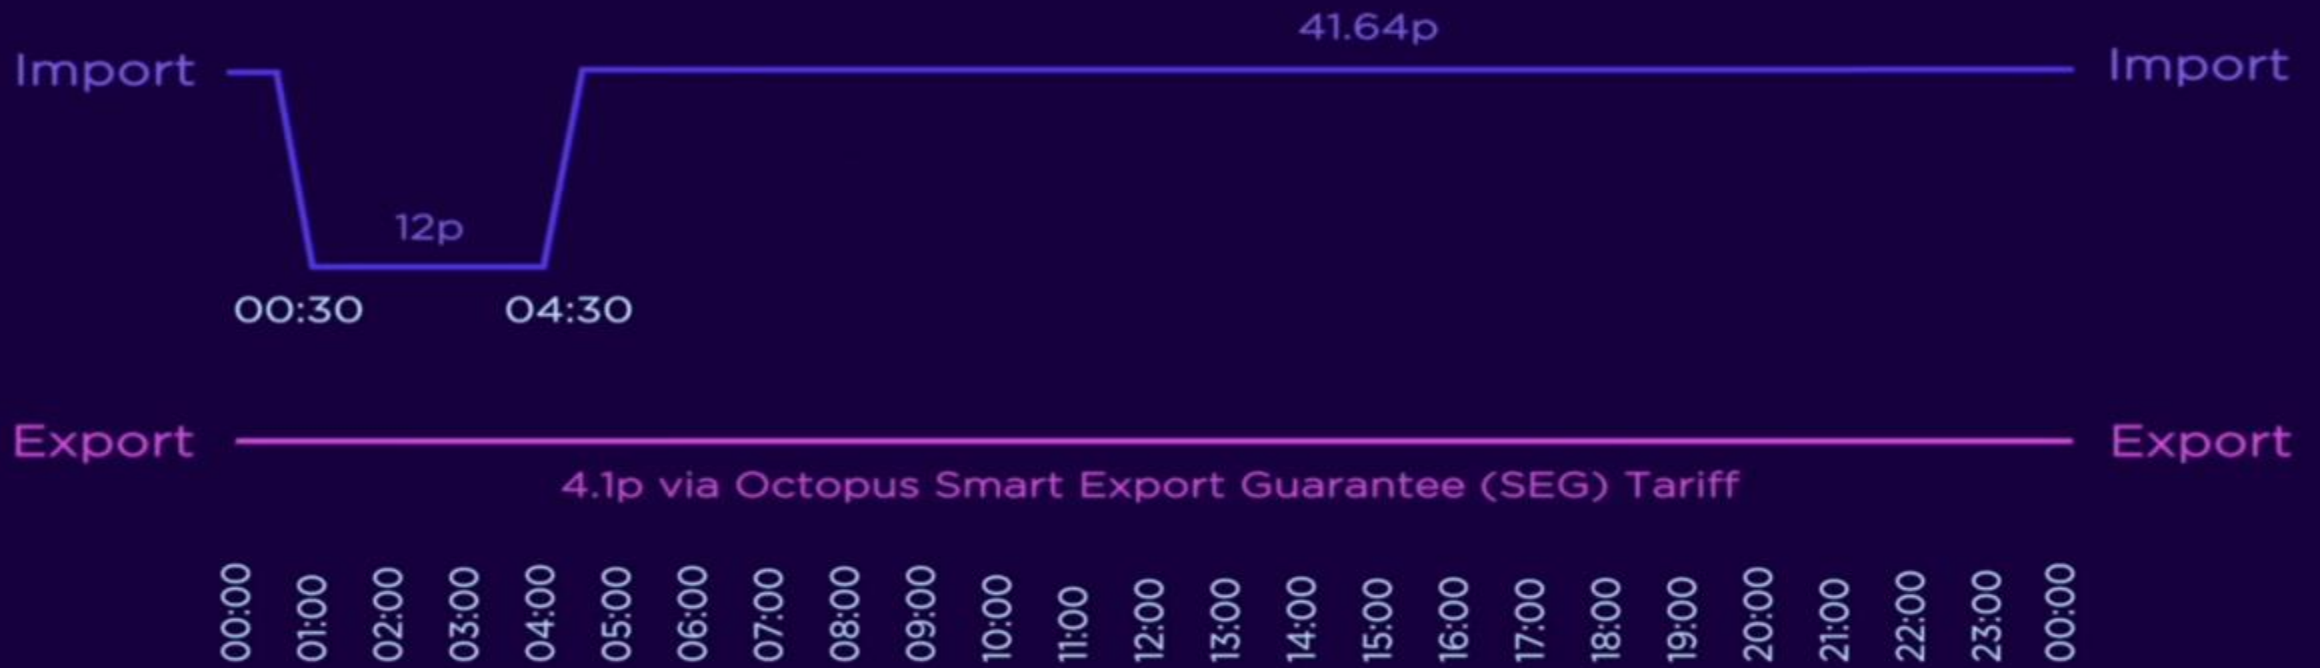 41.64p
Import
Import
12p
00:30 04:30
Export
Export
4.1p via Octopus Smart Export Guarantee (SEG) Tariff
00:00 01:00 02:00 03:00 04:00 05:00 06:00 07:00 08:00 09:00 10:00 11:00 12:00 13:00 14:00 15:00 16:00 17:00 18:00 19:00 20:00 21:00 22:00 23:00 00:00